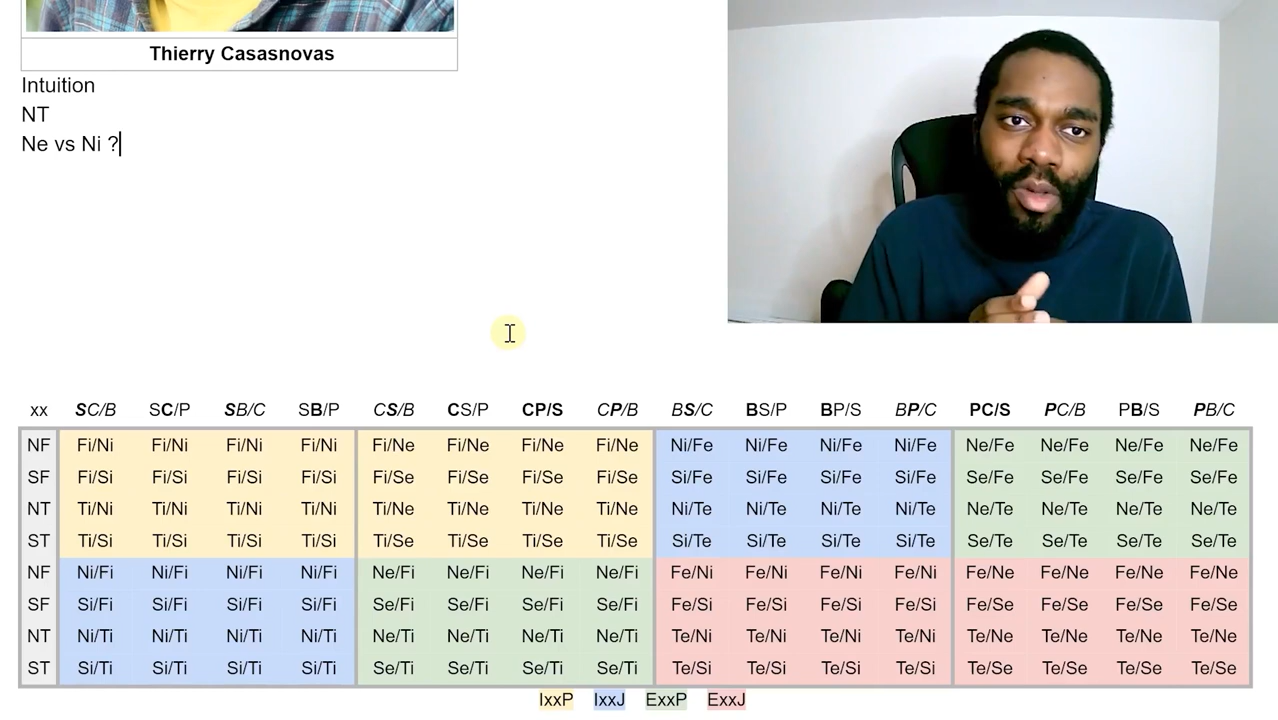 Thierry Casasnovas
Intuition
NT
Ne vs Ni ?
xx SC/B SC/P SB/C SB/P CS/B CS/P CP/S CP/B BS/C BS/P BP/S BP/C PC/S PC/B PB/S PB/C
NF Fi/Ni Fi/Ni Fi/Ni Fi/Ni Fi/Ne Fi/Ne Fi/Ne Fi/Ne Ni/Fe Ni/Fe Ni/Fe Ni/Fe Ne/Fe Ne/Fe Ne/Fe Ne/Fe
SF Fi/Si Fi/Si Fi/Si Fi/Si Fi/Se Fi/Se Fi/Se Fi/Se Si/Fe Si/Fe Si/Fe Si/Fe Se/Fe Se/Fe Se/Fe Se/Fe
NT Ti/Ni Ti/Ni Ti/Ni Ti/Ni Ti/Ne Ti/Ne Ti/Ne Ti/Ne Ni/Te Ni/Te Ni/Te Ni/Te Ne/Te Ne/Te Ne/Te Ne/Te
ST Ti/Si Ti/Si Ti/Si Ti/Si Ti/Se Ti/Se Ti/Se Ti/Se Si/Te Si/Te Si/Te Si/Te Se/Te Se/Te Se/Te Se/Te
NF Ni/Fi Ni/Fi Ni/Fi Ni/Fi Ne/Fi Ne/Fi Ne/Fi Ne/Fi Fe/Ni Fe/Ni Fe/Ni Fe/Ni Fe/Ne Fe/Ne Fe/Ne Fe/Ne
SF Si/Fi Si/Fi Si/Fi Si/Fi Se/Fi Se/Fi Se/Fi Se/Fi Fe/Si Fe/Si Fe/Si Fe/Si Fe/Se Fe/Se Fe/Se Fe/Se
NT Ni/Ti Ni/Ti Ni/Ti Ni/Ti Ne/Ti Ne/Ti Ne/Ti Ne/Ti Te/Ni Te/Ni Te/Ni Te/Ni Te/Ne Te/Ne Te/Ne Te/Ne
ST Si/Ti Si/Ti Si/Ti Si/Ti Se/Ti Se/Ti Se/Ti Se/Ti Te/Si Te/Si Te/Si Te/Si Te/Se Te/Se Te/Se Te/Se
IxxP IxxJ ExxP ExxJ